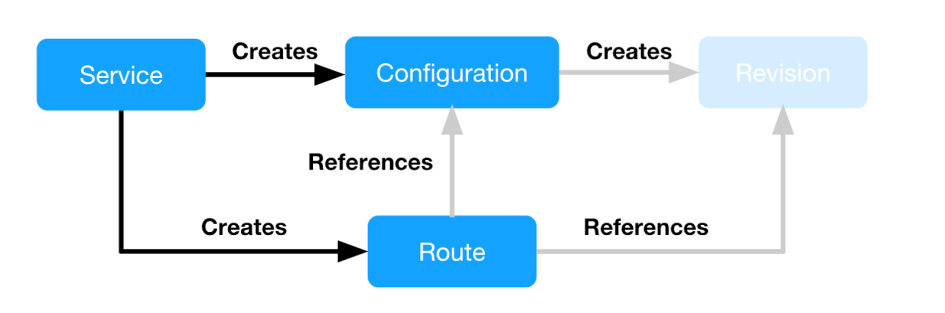 Creates
Creates
Service
Configuration
Revision
References
Creates
References
Route